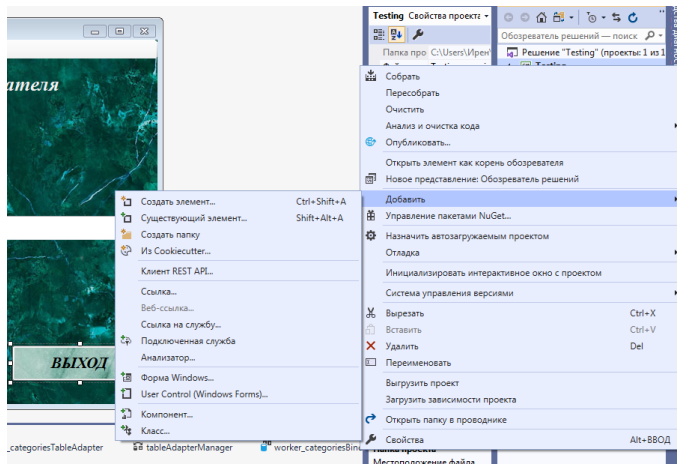 Testing Свойства проекта
Папка про C:\Users\Ирен\
Обозреватель решений — поиск
Решение "Testing" (проекты: 1 из 1
Testing
ателя
ВЫХОД
Собрать
Пересобрать
Очистить
Анализ и очистка кода
Опубликовать...
Открыть элемент как корень обозревателя
Новое представление: Обозреватель решений
Добавить
Управление пакетами NuGet...
Назначить автозагружаемым проектом
Отладка
Инициализировать интерактивное окно с проектом
Система управления версиями
Вырезать Ctrl+X
Вставить Ctrl+V
Удалить Del
Переименовать
Выгрузить проект
Загрузить зависимости проекта
Открыть папку в проводнике
Свойства Alt+ВВОД
Создать элемент... Ctrl+Shift+A
Существующий элемент... Shift+Alt+A
Создать папку
Из Cookiecutter...
Клиент REST API...
Ссылка...
Веб-ссылка...
Ссылка на службу...
Подключенная служба
Анализатор...
Форма Windows...
User Control (Windows Forms)...
Компонент...
Класс...
_categoriesTableAdapter tableAdapterManager worker_categoriesBin
Папка проекта
Местоположение файла